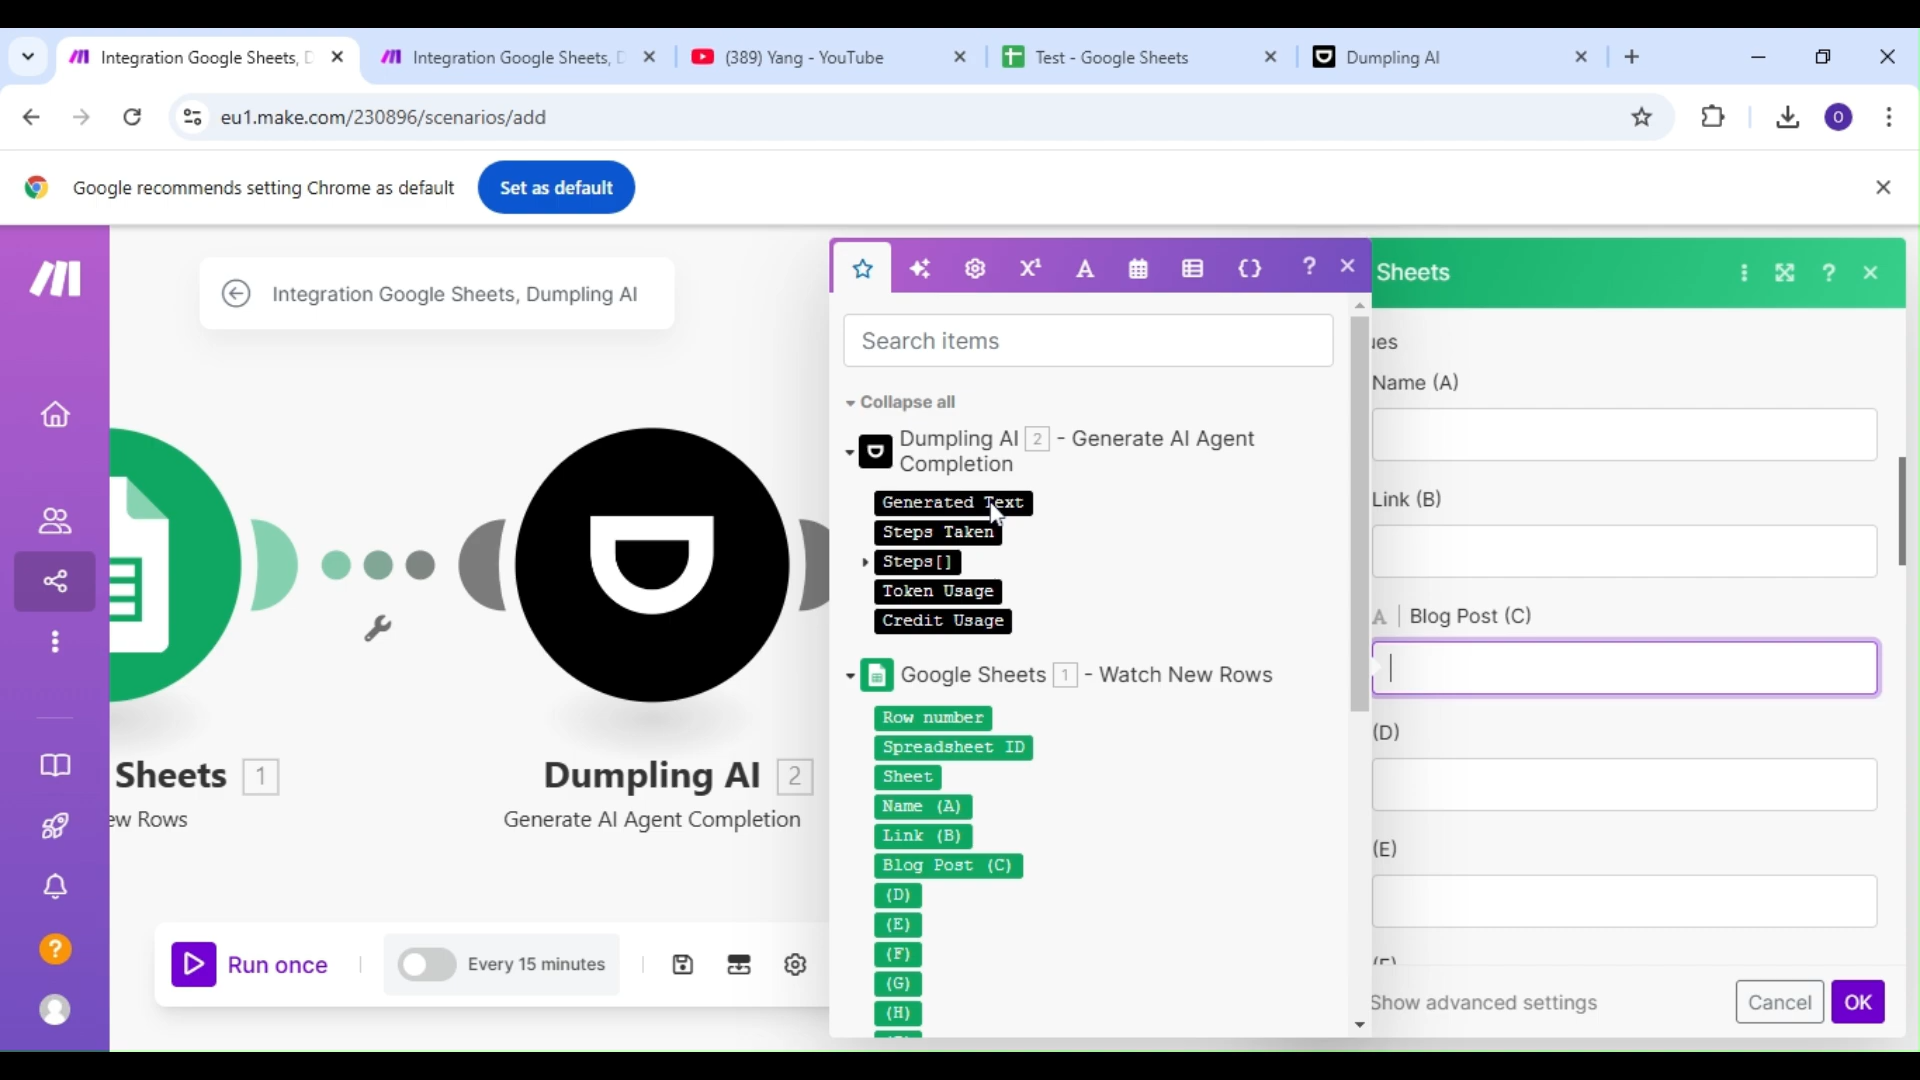 Integration Google Sheets, D
Integration Google Sheets, D
(389) Yang - YouTube
Test - Google Sheets
Dumpling AI
eu1.make.com/230896/scenarios/add
O
Google recommends setting Chrome as default
Set as default
Integration Google Sheets, Dumpling AI
Sheets 1
ew Rows
Dumpling AI 2
Generate AI Agent Completion
Run once
Every 15 minutes
Search items
Collapse all
Dumpling AI 2 - Generate AI Agent
Completion
Generated Text
Steps Taken
Steps[]
Token Usage
Credit Usage
Google Sheets 1 - Watch New Rows
Row number
Spreadsheet ID
Sheet
Name (A)
Link (B)
Blog Post (C)
(D)
(E)
(F)
(G)
(H)
Sheets
ues
Name (A)
Link (B)
A | Blog Post (C)
(D)
(E)
(F)
Show advanced settings
Cancel
OK